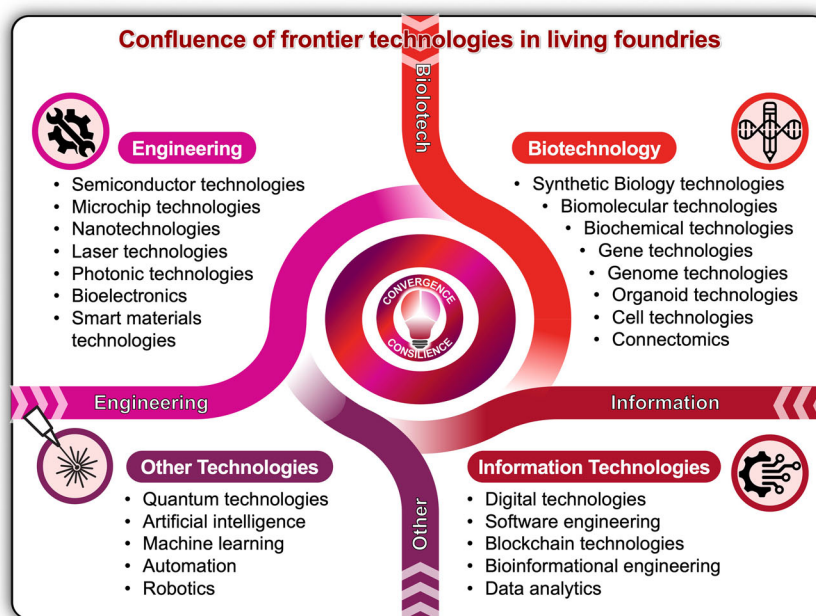 Confluence of frontier technologies in living foundries
Biolotech
Engineering
• Semiconductor technologies
• Microchip technologies
• Nanotechnologies
• Laser technologies
• Photonic technologies
• Bioelectronics
• Smart materials
technologies
Biotechnology
• Synthetic Biology technologies
• Biomolecular technologies
• Biochemical technologies
• Gene technologies
• Genome technologies
• Organoid technologies
• Cell technologies
• Connectomics
CONVERGENCE
CONSILIENCE
Engineering
Information
Other Technologies
• Quantum technologies
• Artificial intelligence
• Machine learning
• Automation
• Robotics
Other
Information Technologies
• Digital technologies
• Software engineering
• Blockchain technologies
• Bioinformational engineering
• Data analytics